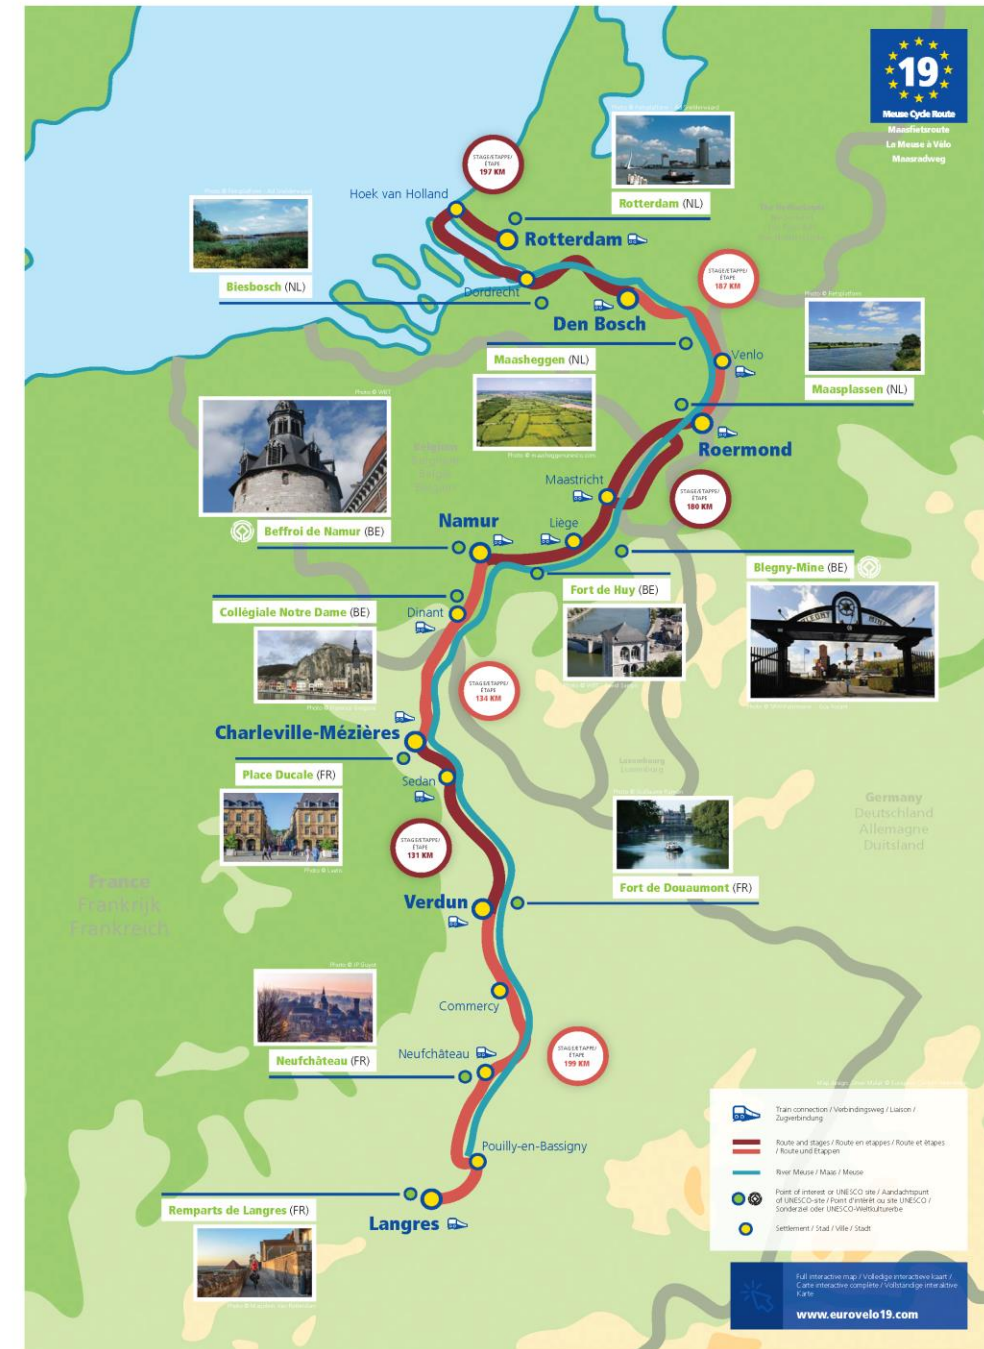 19
Meuse Cycle Route
Maasfietsroute
La Meuse à Vélo
Maasradweg
STAGE/ETAPPE/
ÉTAPE
197 KM
Hoek van Holland
Rotterdam (NL)
Rotterdam
Biesbosch (NL)
Dordrecht
STAGE/ETAPPE/
ÉTAPE
187 KM
Den Bosch
Maasheggen (NL)
Venlo
Maasplassen (NL)
Photo © WBT
Roermond
Maastricht
STAGE/ETAPPE/
ÉTAPE
180 KM
Namur
Liège
Beffroi de Namur (BE)
Blegny-Mine (BE)
Fort de Huy (BE)
Collégiale Notre Dame (BE)
Dinant
BLEGNY MINE
STAGE/ETAPPE/
ÉTAPE
134 KM
Charleville-Mézières
Place Ducale (FR)
Sedan
Luxembourg
Germany
Deutschland
Allemagne
Duitsland
STAGE/ETAPPE/
ÉTAPE
131 KM
France
Frankrijk
Frankreich
Fort de Douaumont (FR)
Verdun
Commercy
Neufchâteau
Neufchâteau (FR)
STAGE/ETAPPE/
ÉTAPE
199 KM
Pouilly-en-Bassigny
Remparts de Langres (FR)
Langres
Train connection / Verbindingsweg / Liaison /
Zugverbindung
Route and stages / Route en etappes / Route et étapes
/ Route und Etappen
River Meuse / Maas / Meuse
Point of interest or UNESCO site / Aandachtspunt
of UNESCO-site / Point d'intérêt ou site UNESCO /
Sonderziel oder UNESCO-Weltkulturerbe
Settlement / Stad / Ville / Stadt
Full interactive map / Volledige interactieve kaart /
Carte interactive complète / Vollstandige interaktive
Karte
www.eurovelo19.com